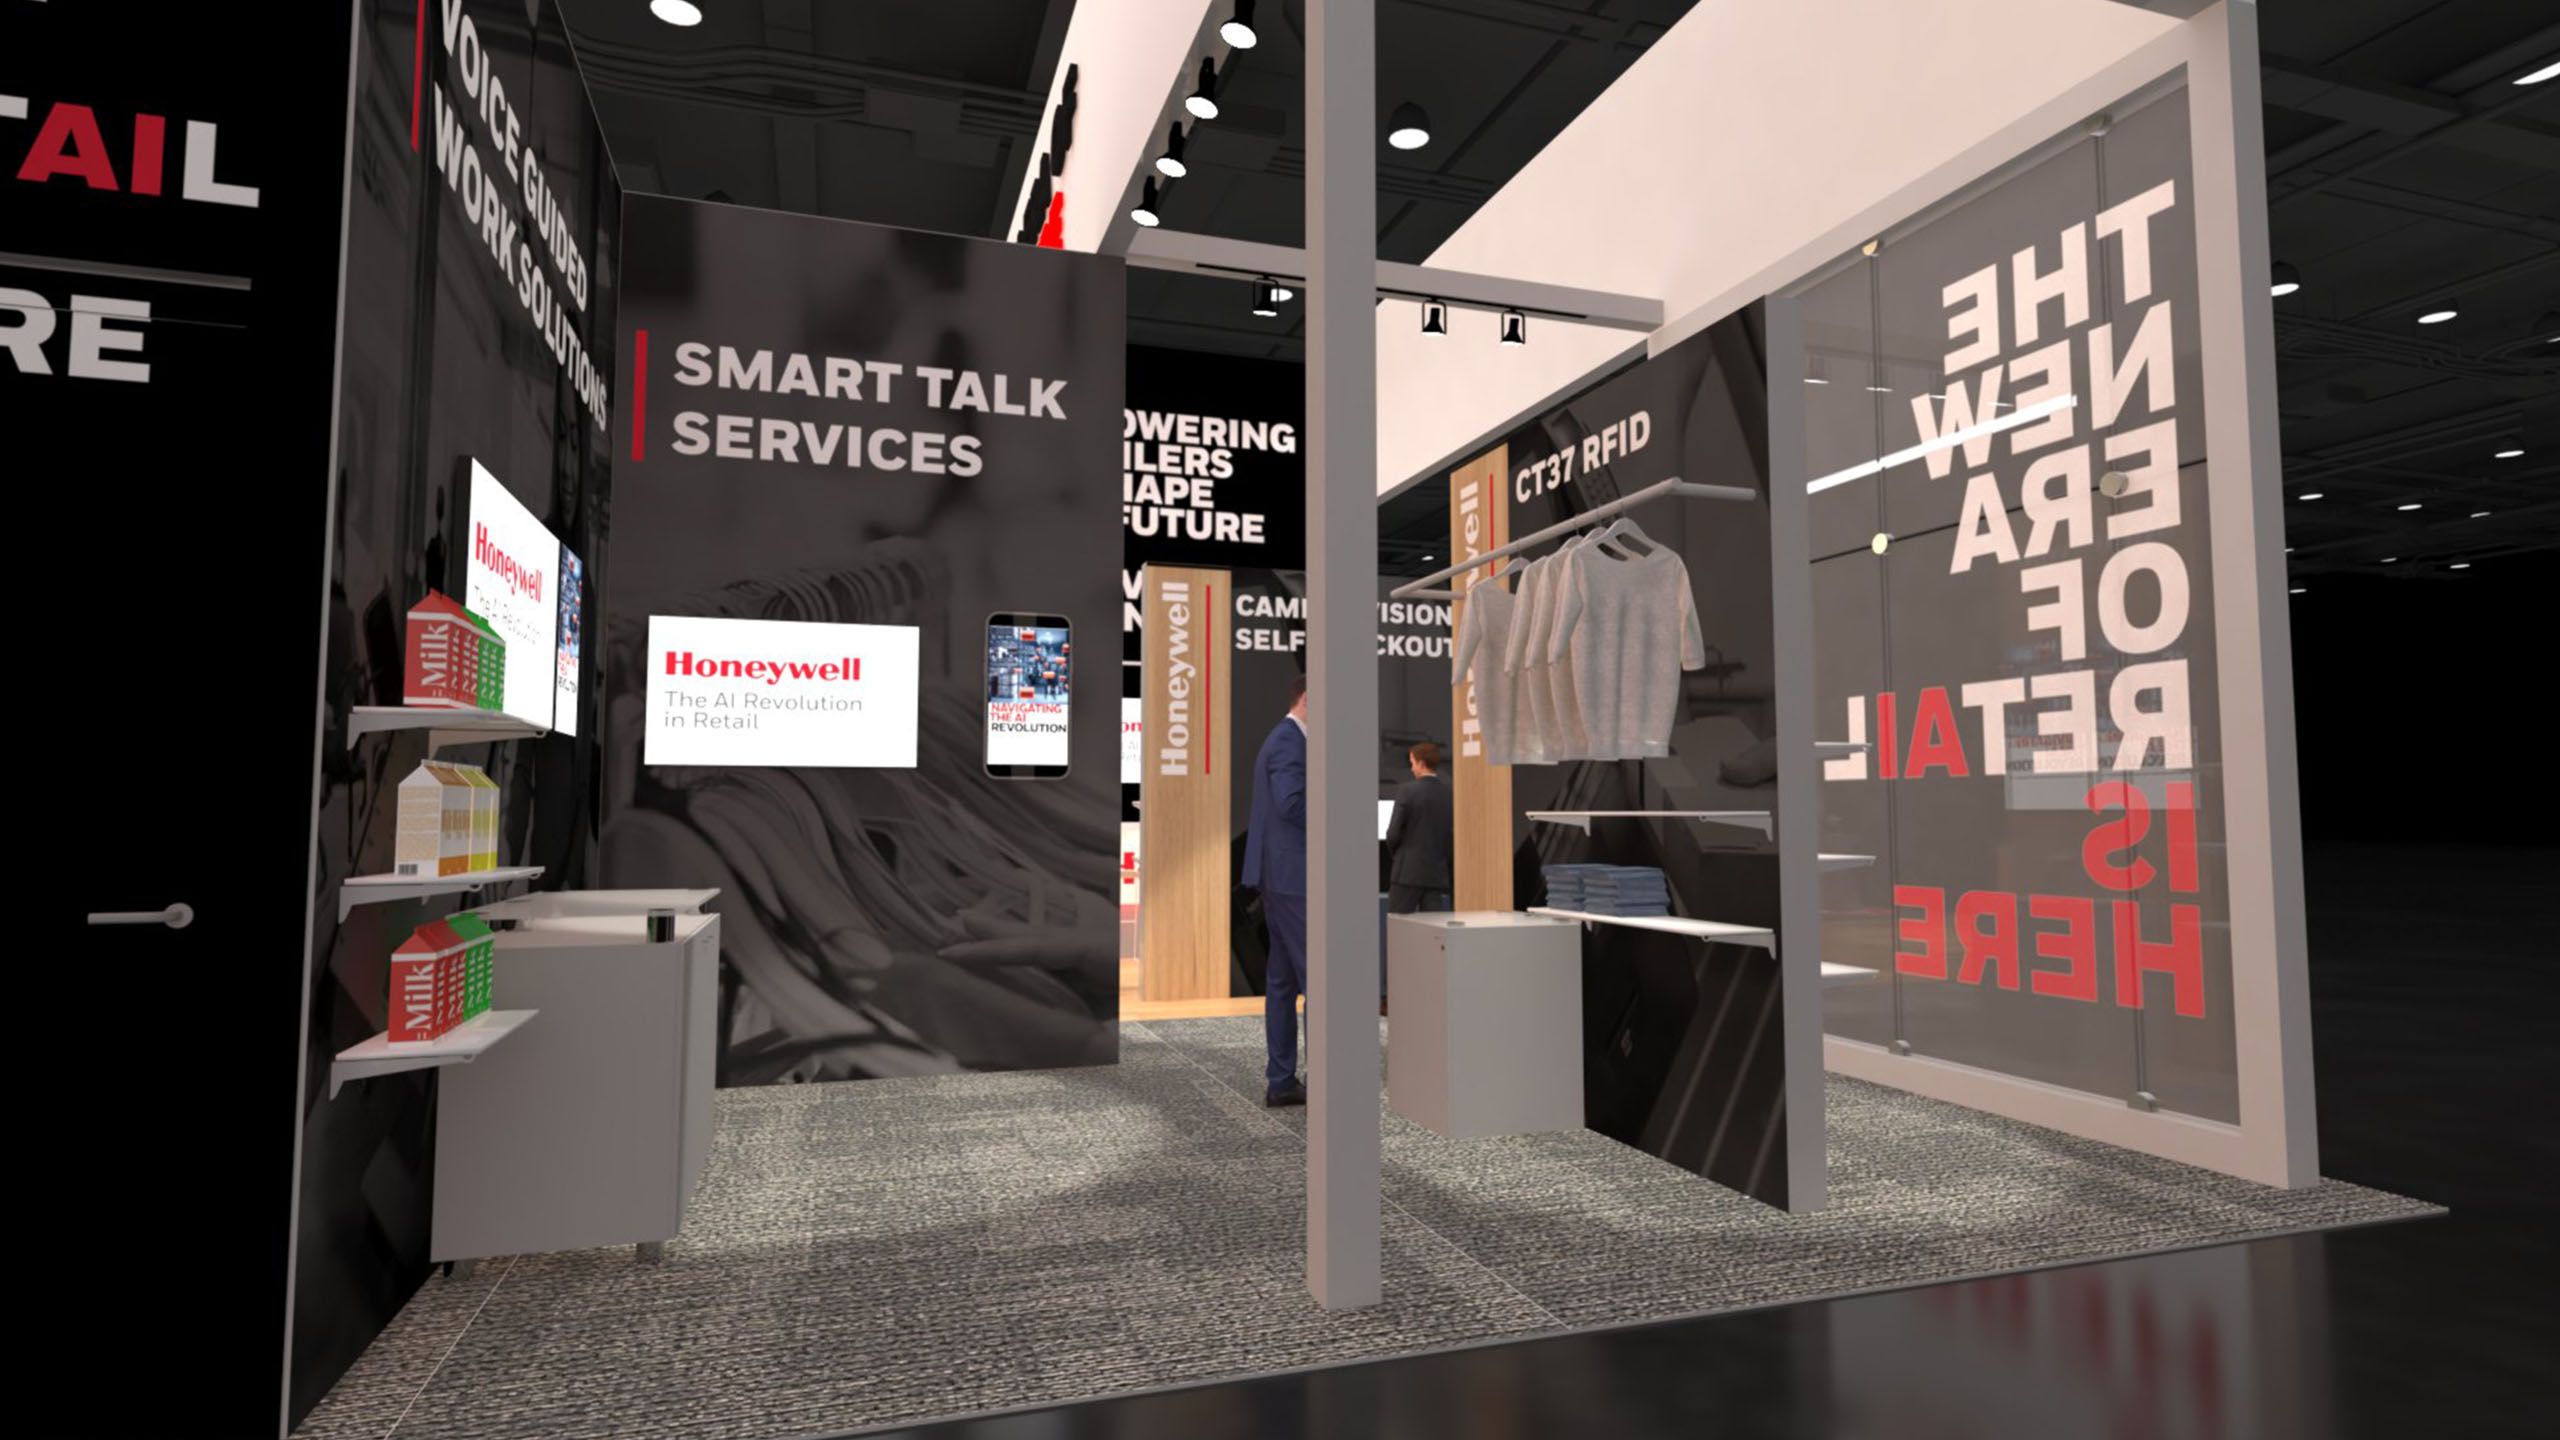 TAIL
RE
VOICE GUIDED
WORK SOLUTIONS
Honeywell
The AI Revolution
Milk
Milk
SMART TALK
SERVICES
Honeywell
The AI Revolution
in Retail
NAVIGATING
THE AI
REVOLUTION
OWERING
ILERS
HAPE
FUTURE
Honeywell
CAM VISION
SELF CKOUT
Honeywell
CT37 RFID
THE
NEW
ERA
OF
RETAIL
IS
HERE